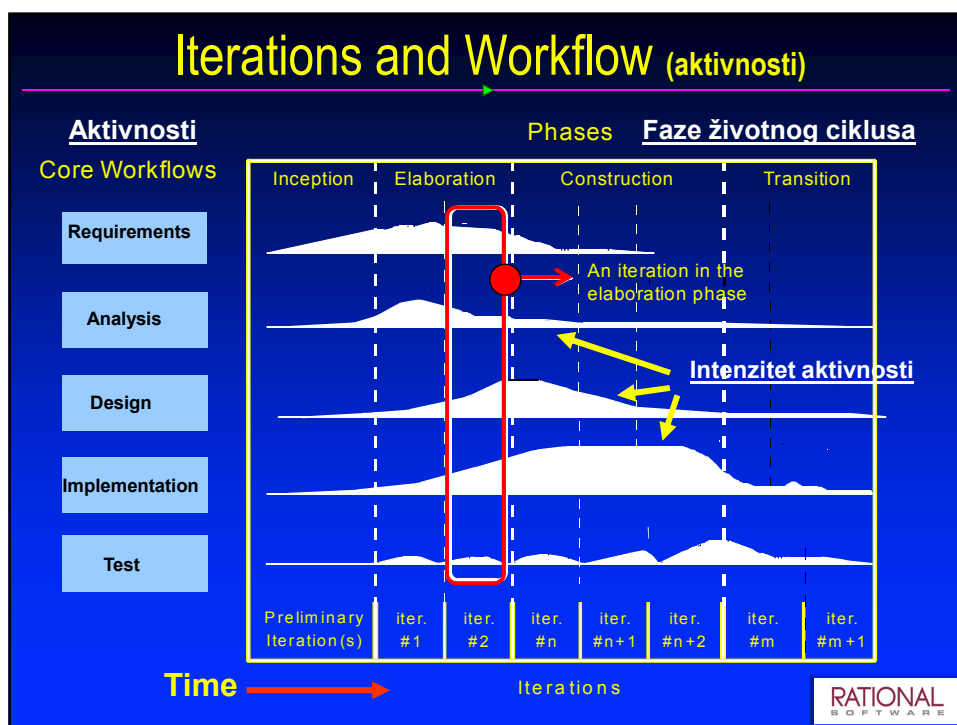 Iterations and Workflow (aktivnosti)
Aktivnosti
Phases
Faze životnog ciklusa
Core Workflows
Inception
Elaboration
Construction
Transition
Requirements
An iteration in the
elaboration phase
Analysis
Intenzitet aktivnosti
Design
Implementation
Test
Preliminary
Iteration(s)
iter.
#1
iter.
#2
iter.
#n
iter.
#n+1
iter.
#n+2
iter.
#m
iter.
#m+1
Time
Iterations
RATIONAL
SOFTWARE